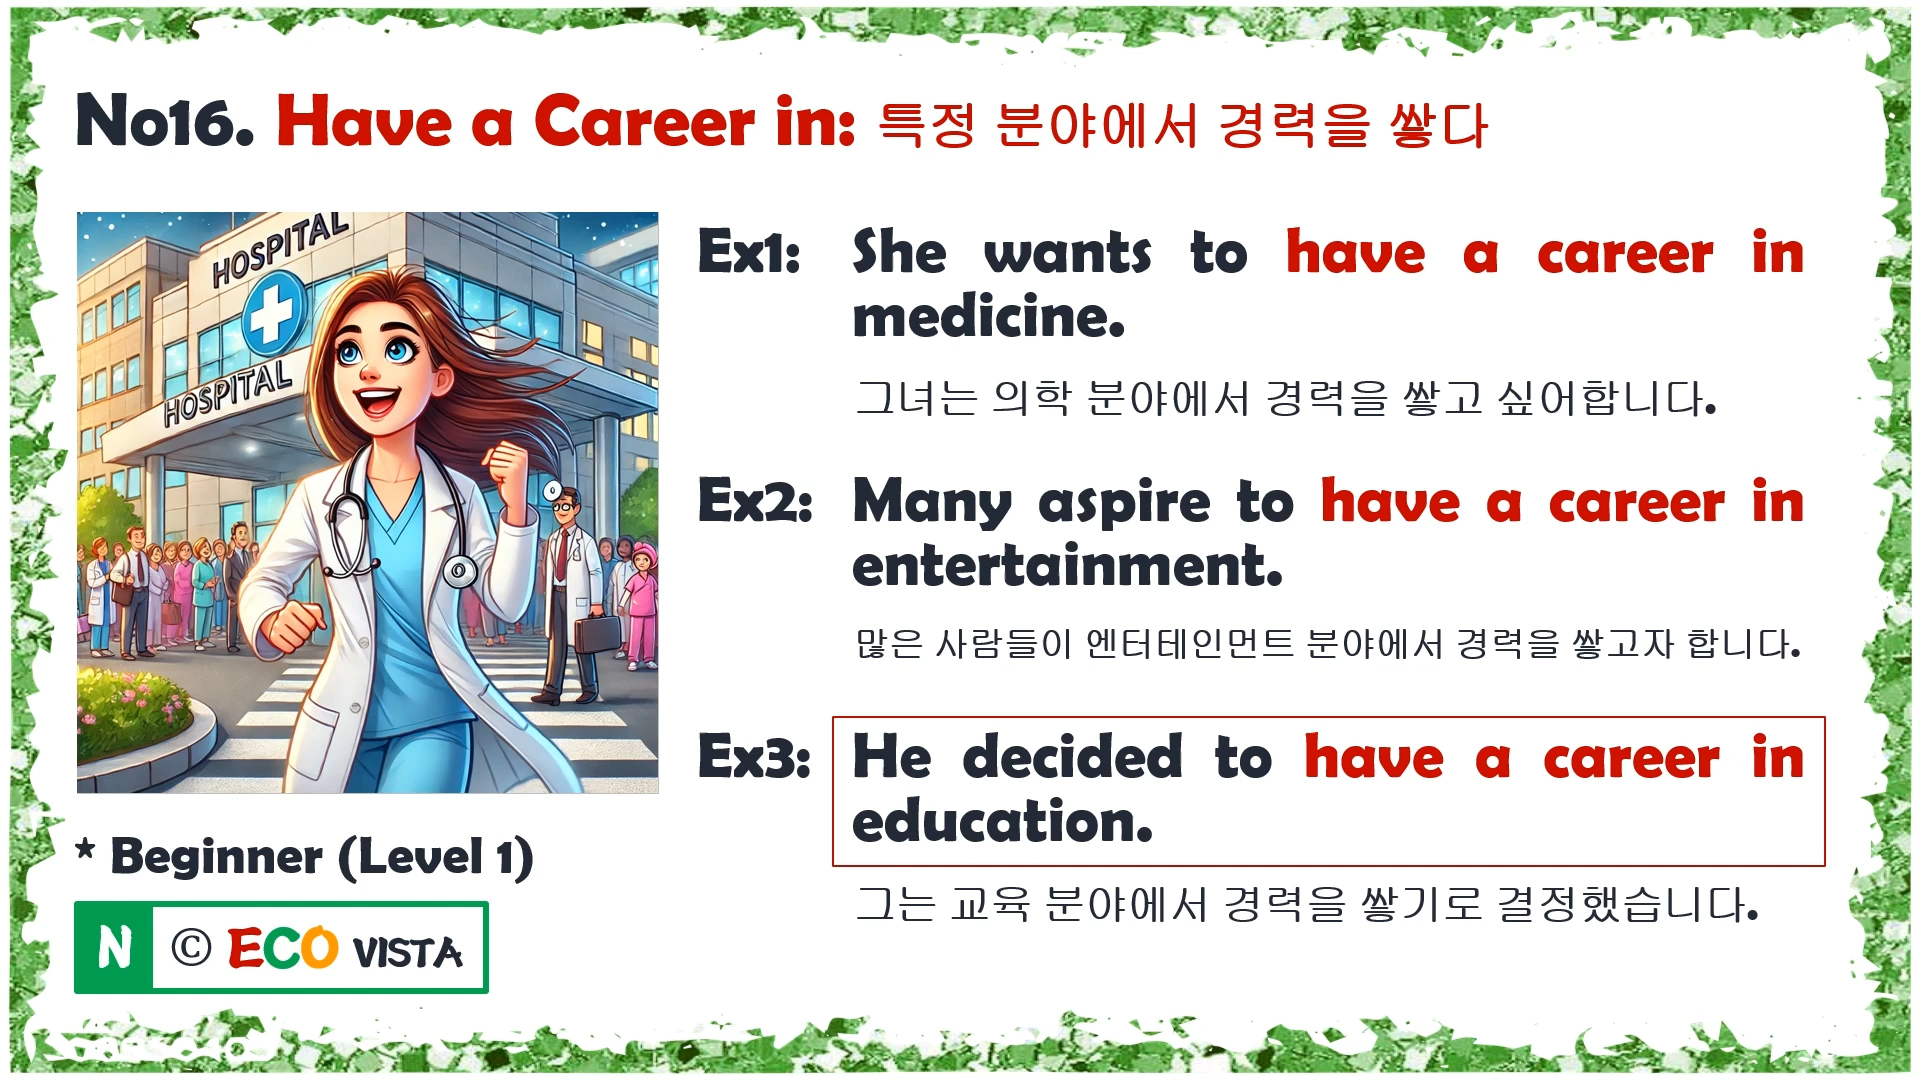 No16. Have a Career in: 특정 분야에서 경력을 쌓다
HOSPITAL
HOSPITAL
Ex1: She wants to have a career in
medicine.
그녀는 의학 분야에서 경력을 쌓고 싶어합니다.
Ex2: Many aspire to have a career in
entertainment.
많은 사람들이 엔터테인먼트 분야에서 경력을 쌓고자 합니다.
Ex3: He decided to have a career in
education.
그는 교육 분야에서 경력을 쌓기로 결정했습니다.
* Beginner (Level 1)
N © ECO VISTA